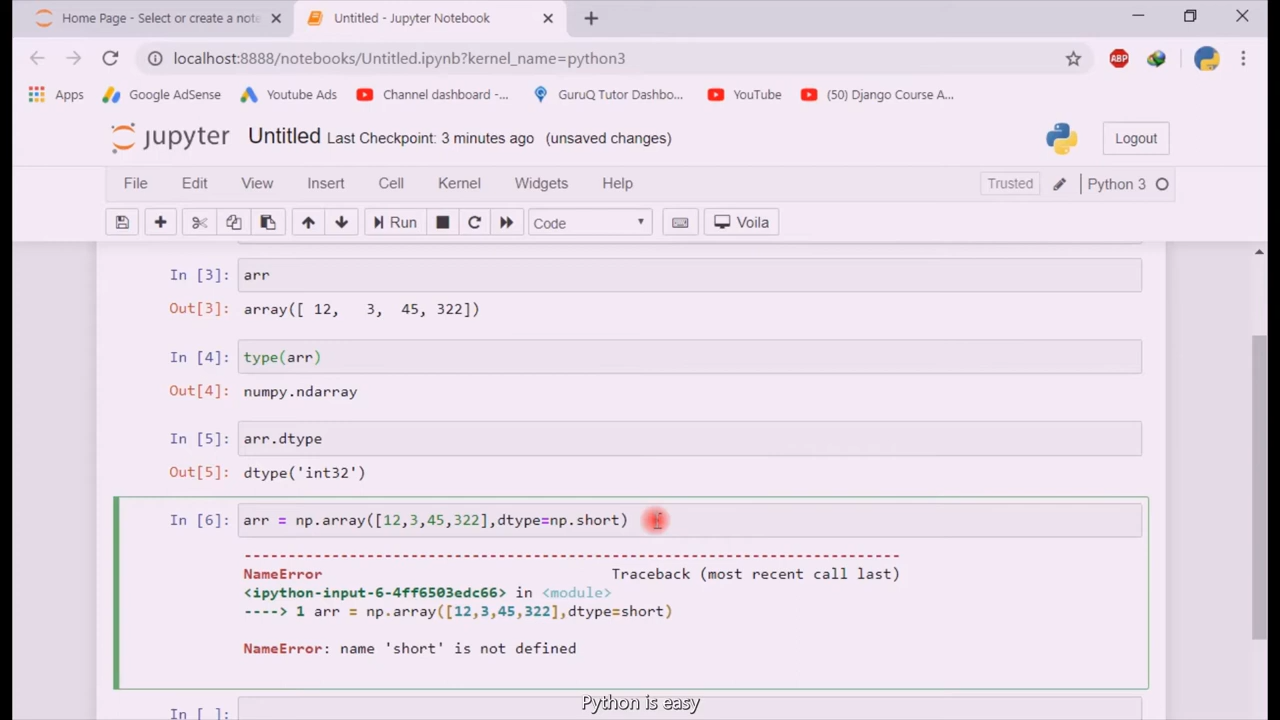 Home Page - Select or create a note
Untitled - Jupyter Notebook
localhost:8888/notebooks/Untitled.ipynb?kernel_name=python3
ABP
Apps Google AdSense Youtube Ads Channel dashboard -... GuruQ Tutor Dashbo... YouTube (50) Django Course A...
jupyter Untitled Last Checkpoint: 3 minutes ago (unsaved changes) Logout
File Edit View Insert Cell Kernel Widgets Help Trusted Python 3
Run Code Voila
In [3]: arr
Out[3]: array([ 12,   3,  45, 322])
In [4]: type(arr)
Out[4]: numpy.ndarray
In [5]: arr.dtype
Out[5]: dtype('int32')
In [6]: arr = np.array([12,3,45,322],dtype=np.short)
---------------------------------------------------------------------------
NameError                                 Traceback (most recent call last)
<ipython-input-6-4ff6503edc66> in <module>
----> 1 arr = np.array([12,3,45,322],dtype=short)
NameError: name 'short' is not defined
Python is easy
In [ ]: